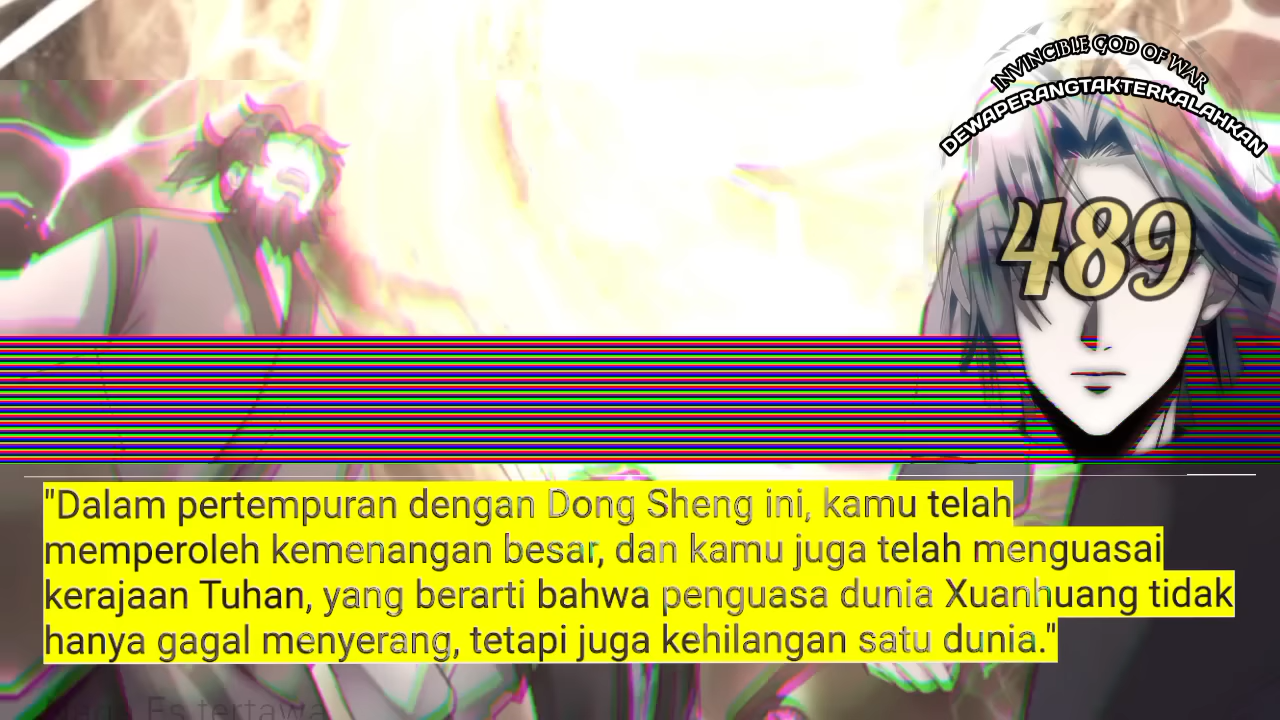 INVINCIBLE GOD OF WAR
DEWAPERANGTAKTERKALAHKAN
489
"Dalam pertempuran dengan Dong Sheng ini, kamu telah
memperoleh kemenangan besar, dan kamu juga telah menguasai
kerajaan Tuhan, yang berarti bahwa penguasa dunia Xuanhuang tidak
hanya gagal menyerang, tetapi juga kehilangan satu dunia."
Es tertawa